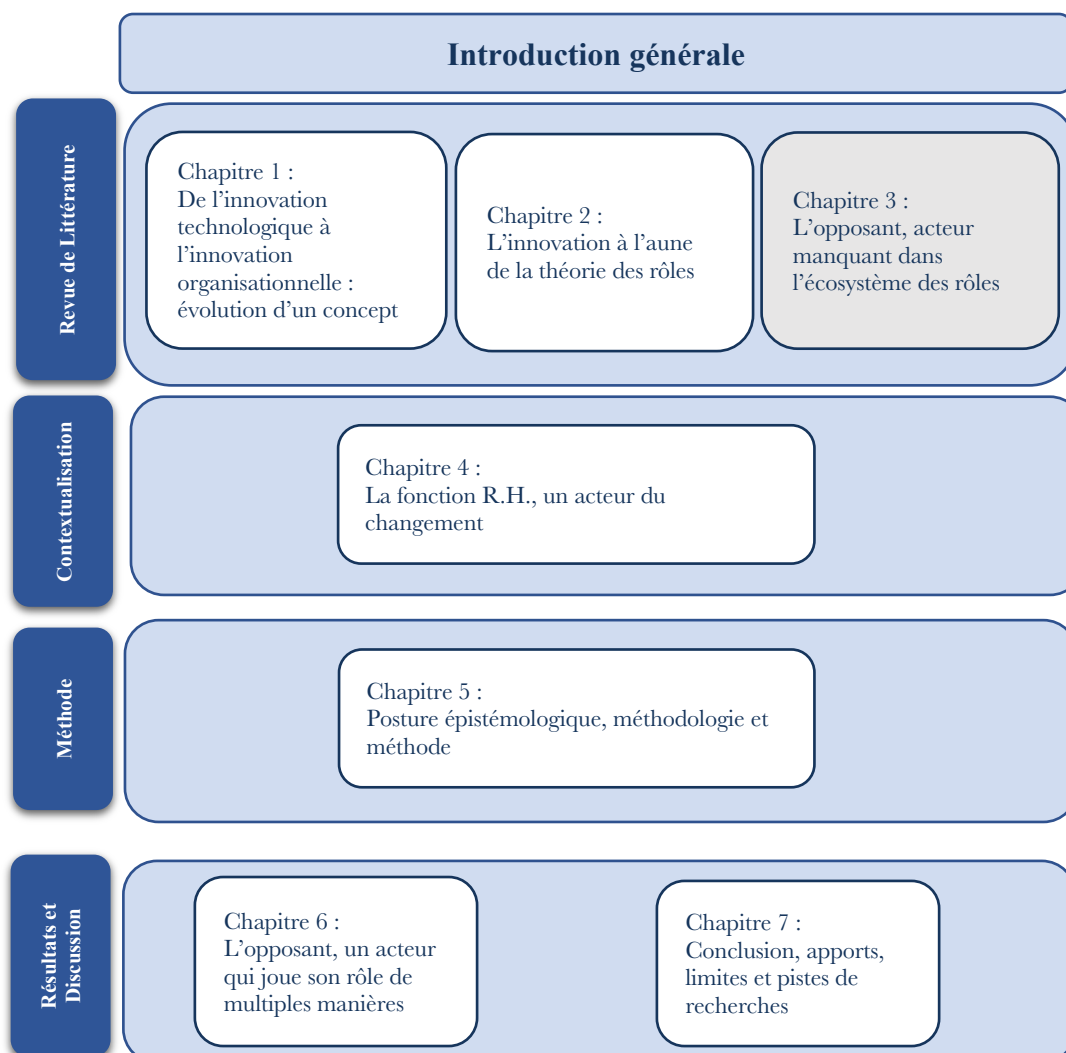 Introduction générale
Revue de Littérature
Chapitre 1 :
De l’innovation
technologique à
l’innovation
organisationnelle :
évolution d’un concept
Chapitre 2 :
L’innovation à l’aune
de la théorie des rôles
Chapitre 3 :
L’opposant, acteur
manquant dans
l’écosystème des rôles
Contextualisation
Chapitre 4 :
La fonction R.H., un acteur du
changement
Méthode
Chapitre 5 :
Posture épistémologique, méthodologie et
méthode
Résultats et
Discussion
Chapitre 6 :
L’opposant, un acteur
qui joue son rôle de
multiples manières
Chapitre 7 :
Conclusion, apports,
limites et pistes de
recherches